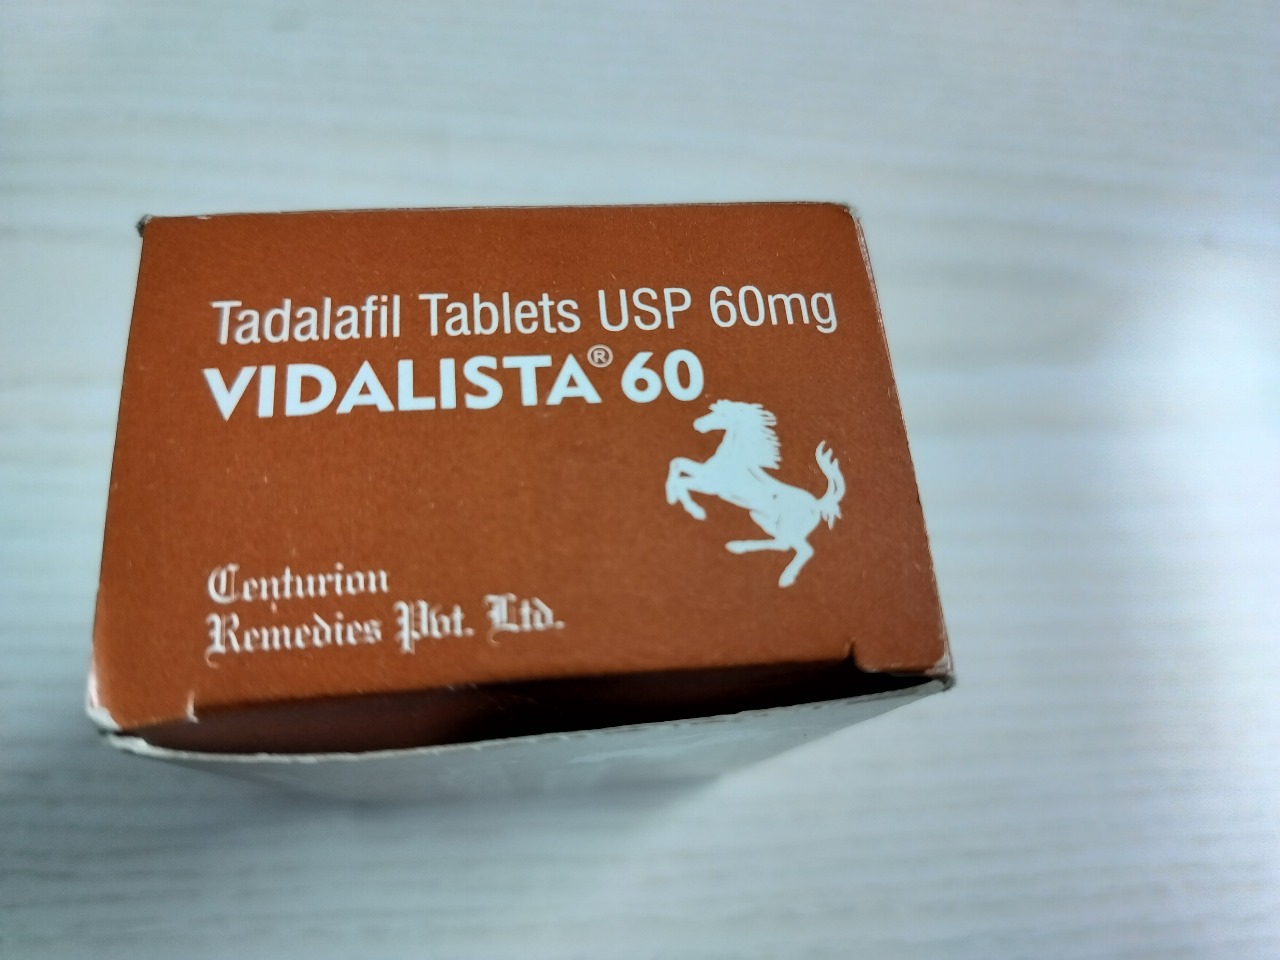 Tadalafil Tablets USP 60mg
VIDALISTA® 60
Centurion
Remedies Pvt. Ltd.